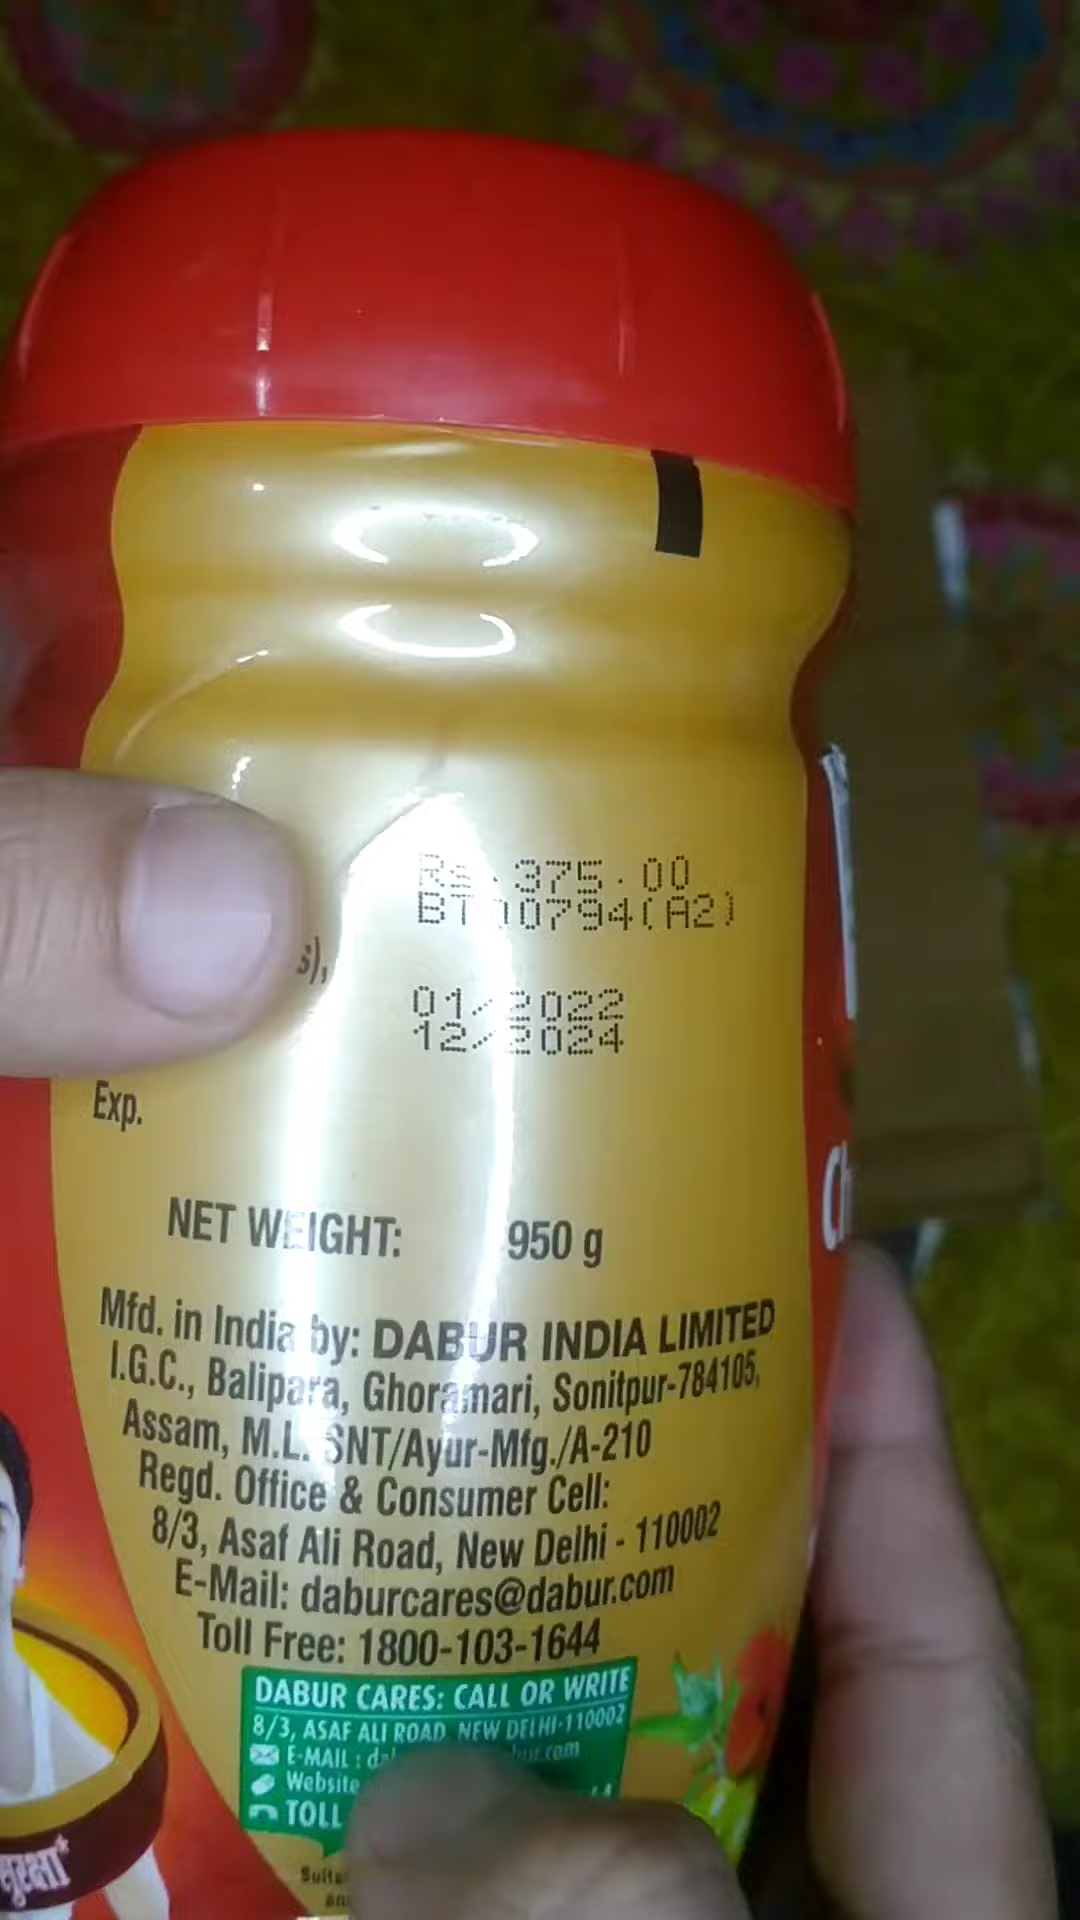 Rs.375.00
(A2)
s),
01/2022
12/2024
Exp.
NET WEIGHT: 950 g
Mfd. in India by: DABUR INDIA LIMITED
I.G.C., Balipara, Ghoramari, Sonitpur-784105,
Assam, M.L. SNT/Ayur-Mfg./A-210
Regd. Office & Consumer Cell:
8/3, Asaf Ali Road, New Delhi - 110002
E-Mail: daburcares@dabur.com
Toll Free: 1800-103-1644
DABUR CARES: CALL OR WRITE
8/3, ASAF ALI ROAD, NEW DELHI-110002
E-MAIL :
Website
TOLL
सुरक्षा*